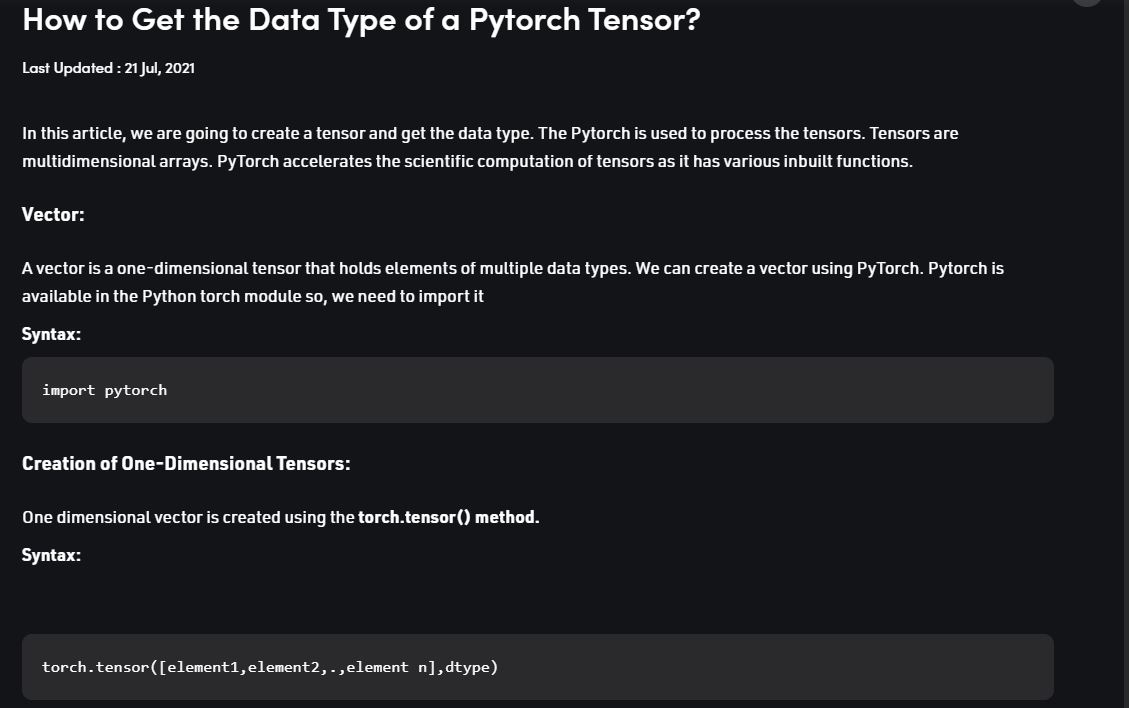 How to Get the Data Type of a Pytorch Tensor?
Last Updated : 21 Jul, 2021
In this article, we are going to create a tensor and get the data type. The Pytorch is used to process the tensors. Tensors are
multidimensional arrays. PyTorch accelerates the scientific computation of tensors as it has various inbuilt functions.
Vector:
A vector is a one-dimensional tensor that holds elements of multiple data types. We can create a vector using PyTorch. Pytorch is
available in the Python torch module so, we need to import it
Syntax:
import pytorch
Creation of One-Dimensional Tensors:
One dimensional vector is created using the torch.tensor() method.
Syntax:
torch.tensor([element1,element2,.,element n],dtype)